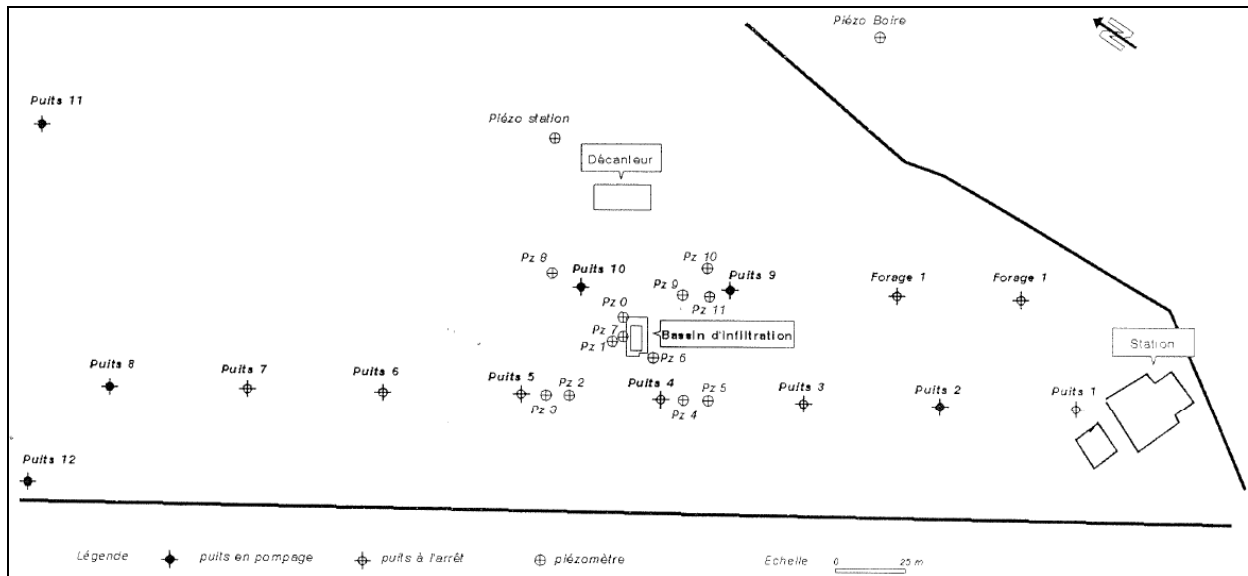 Piézo Boire
Puits 11
Piézo station
Décanteur
Pz 8
Puits 10
Pz 10
Pz 9
Puits 9
Pz 11
Forage 1
Forage 1
Pz 0
Pz 7
Pz 1
Bassin d'infiltration
Pz 6
Station
Puits 8
Puits 7
Puits 6
Puits 5
Pz 2
Pz 3
Puits 4
Pz 5
Pz 4
Puits 3
Puits 2
Puits 1
Puits 12
Légende puits en pompage puits à l'arrêt piézomètre Echelle 0 25 m